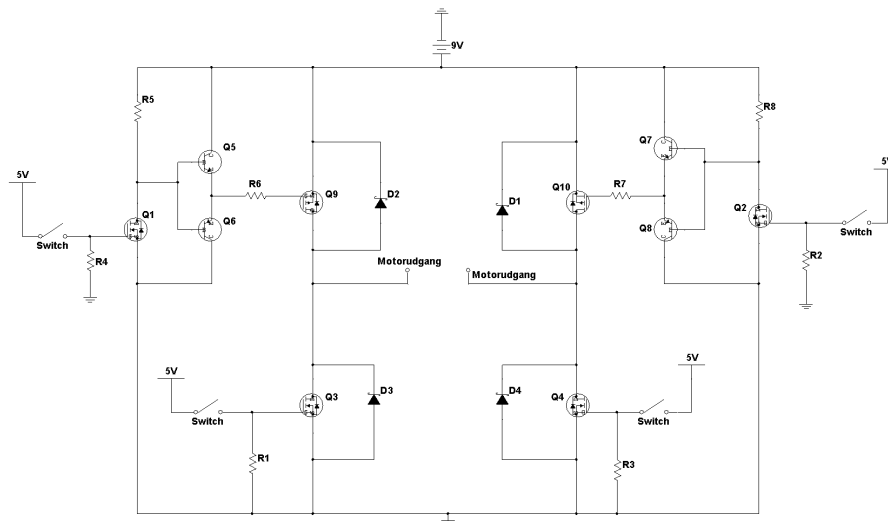 9V
R5
R8
Q5
Q7
5V
5V
R6
Q9
D2
D1
Q10
R7
Q1
Q6
Q8
Q2
Switch
Switch
R4
R2
Motorudgang
Motorudgang
5V
5V
Q3
D3
D4
Q4
Switch
Switch
R1
R3